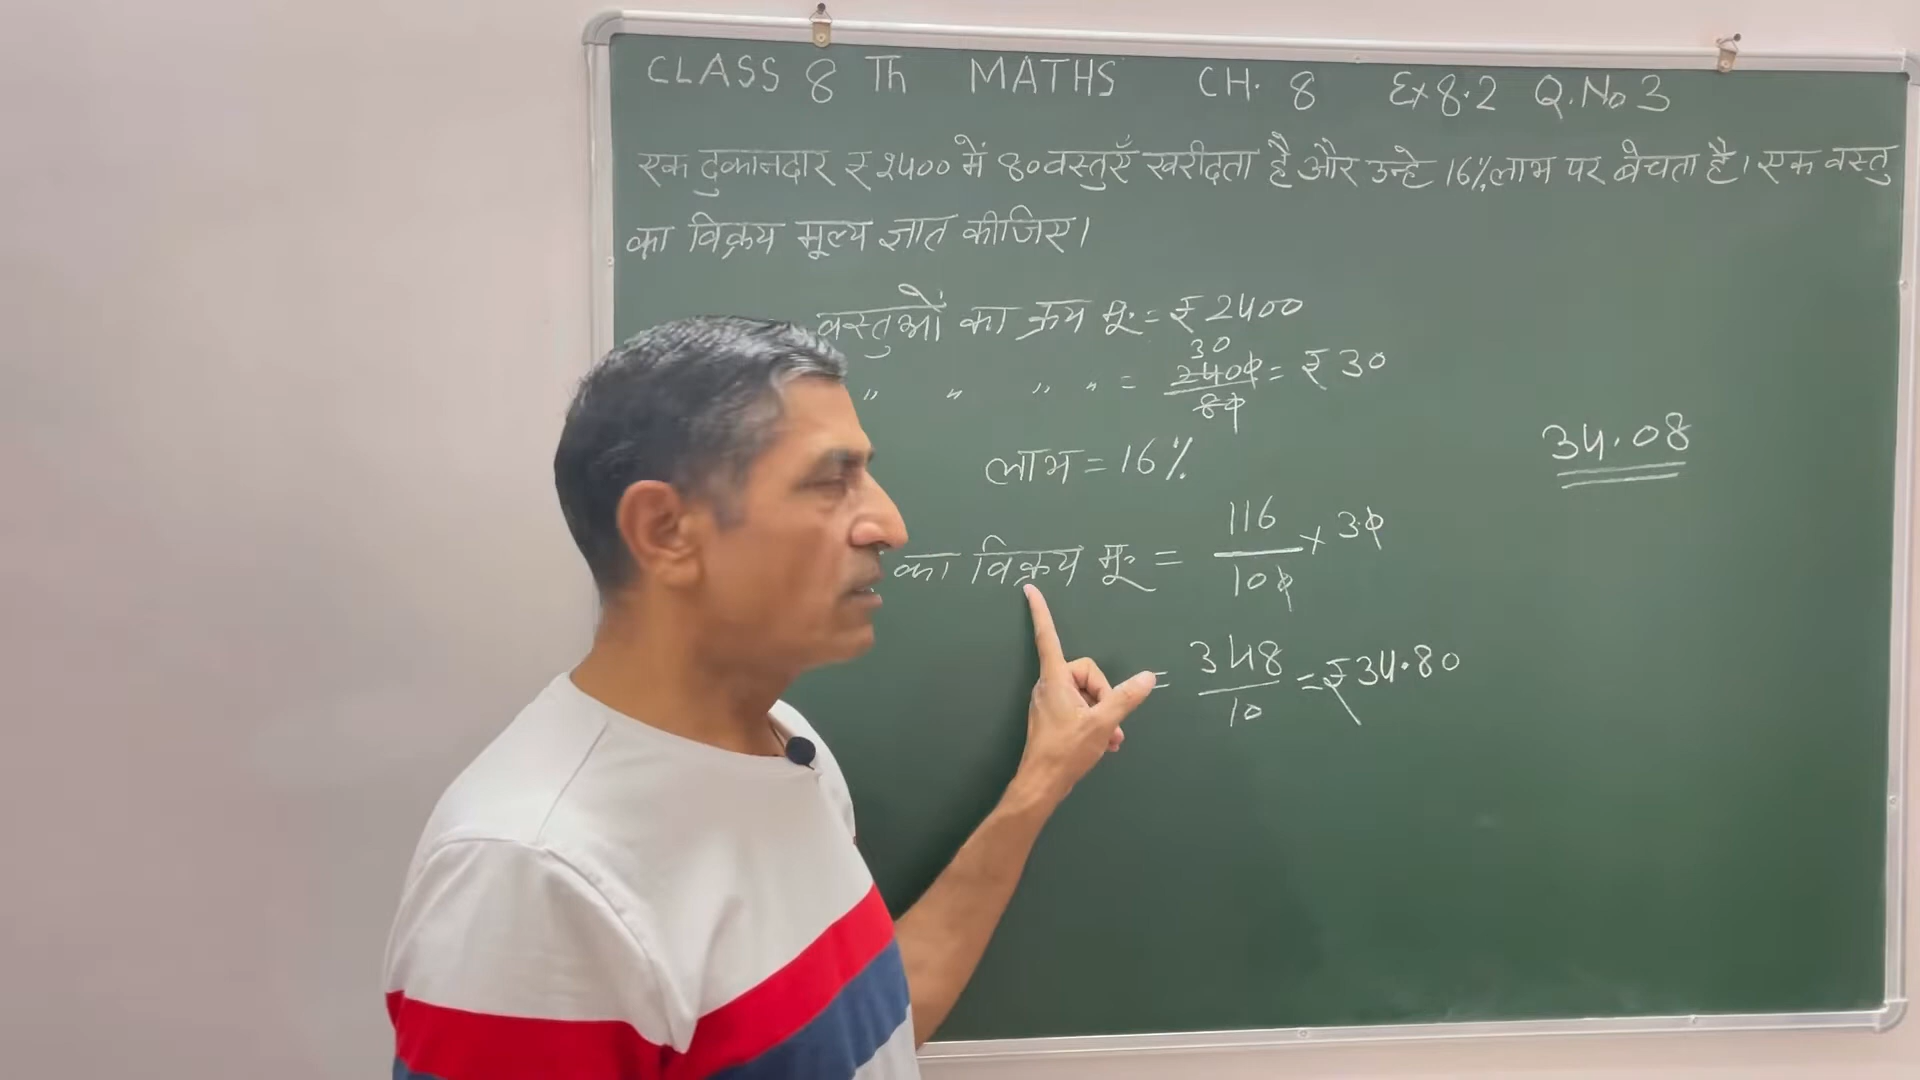 CLASS 8 Th MATHS CH. 8 Ex 8.2 Q.No 3
एक दुकानदार ₹ 2400 में 80 वस्तुएँ खरीदता है और उन्हे 16% लाभ पर बेचता है। एक वस्तु
का विक्रय मूल्य ज्ञात कीजिए।
वस्तुओं का क्रय मू॰ = ₹ 2400
30
" " " " = 2400/80 = ₹ 30
34.08
लाभ = 16%
का विक्रय मू॰ = 116/100 × 30
= 348/10 = ₹ 34.80